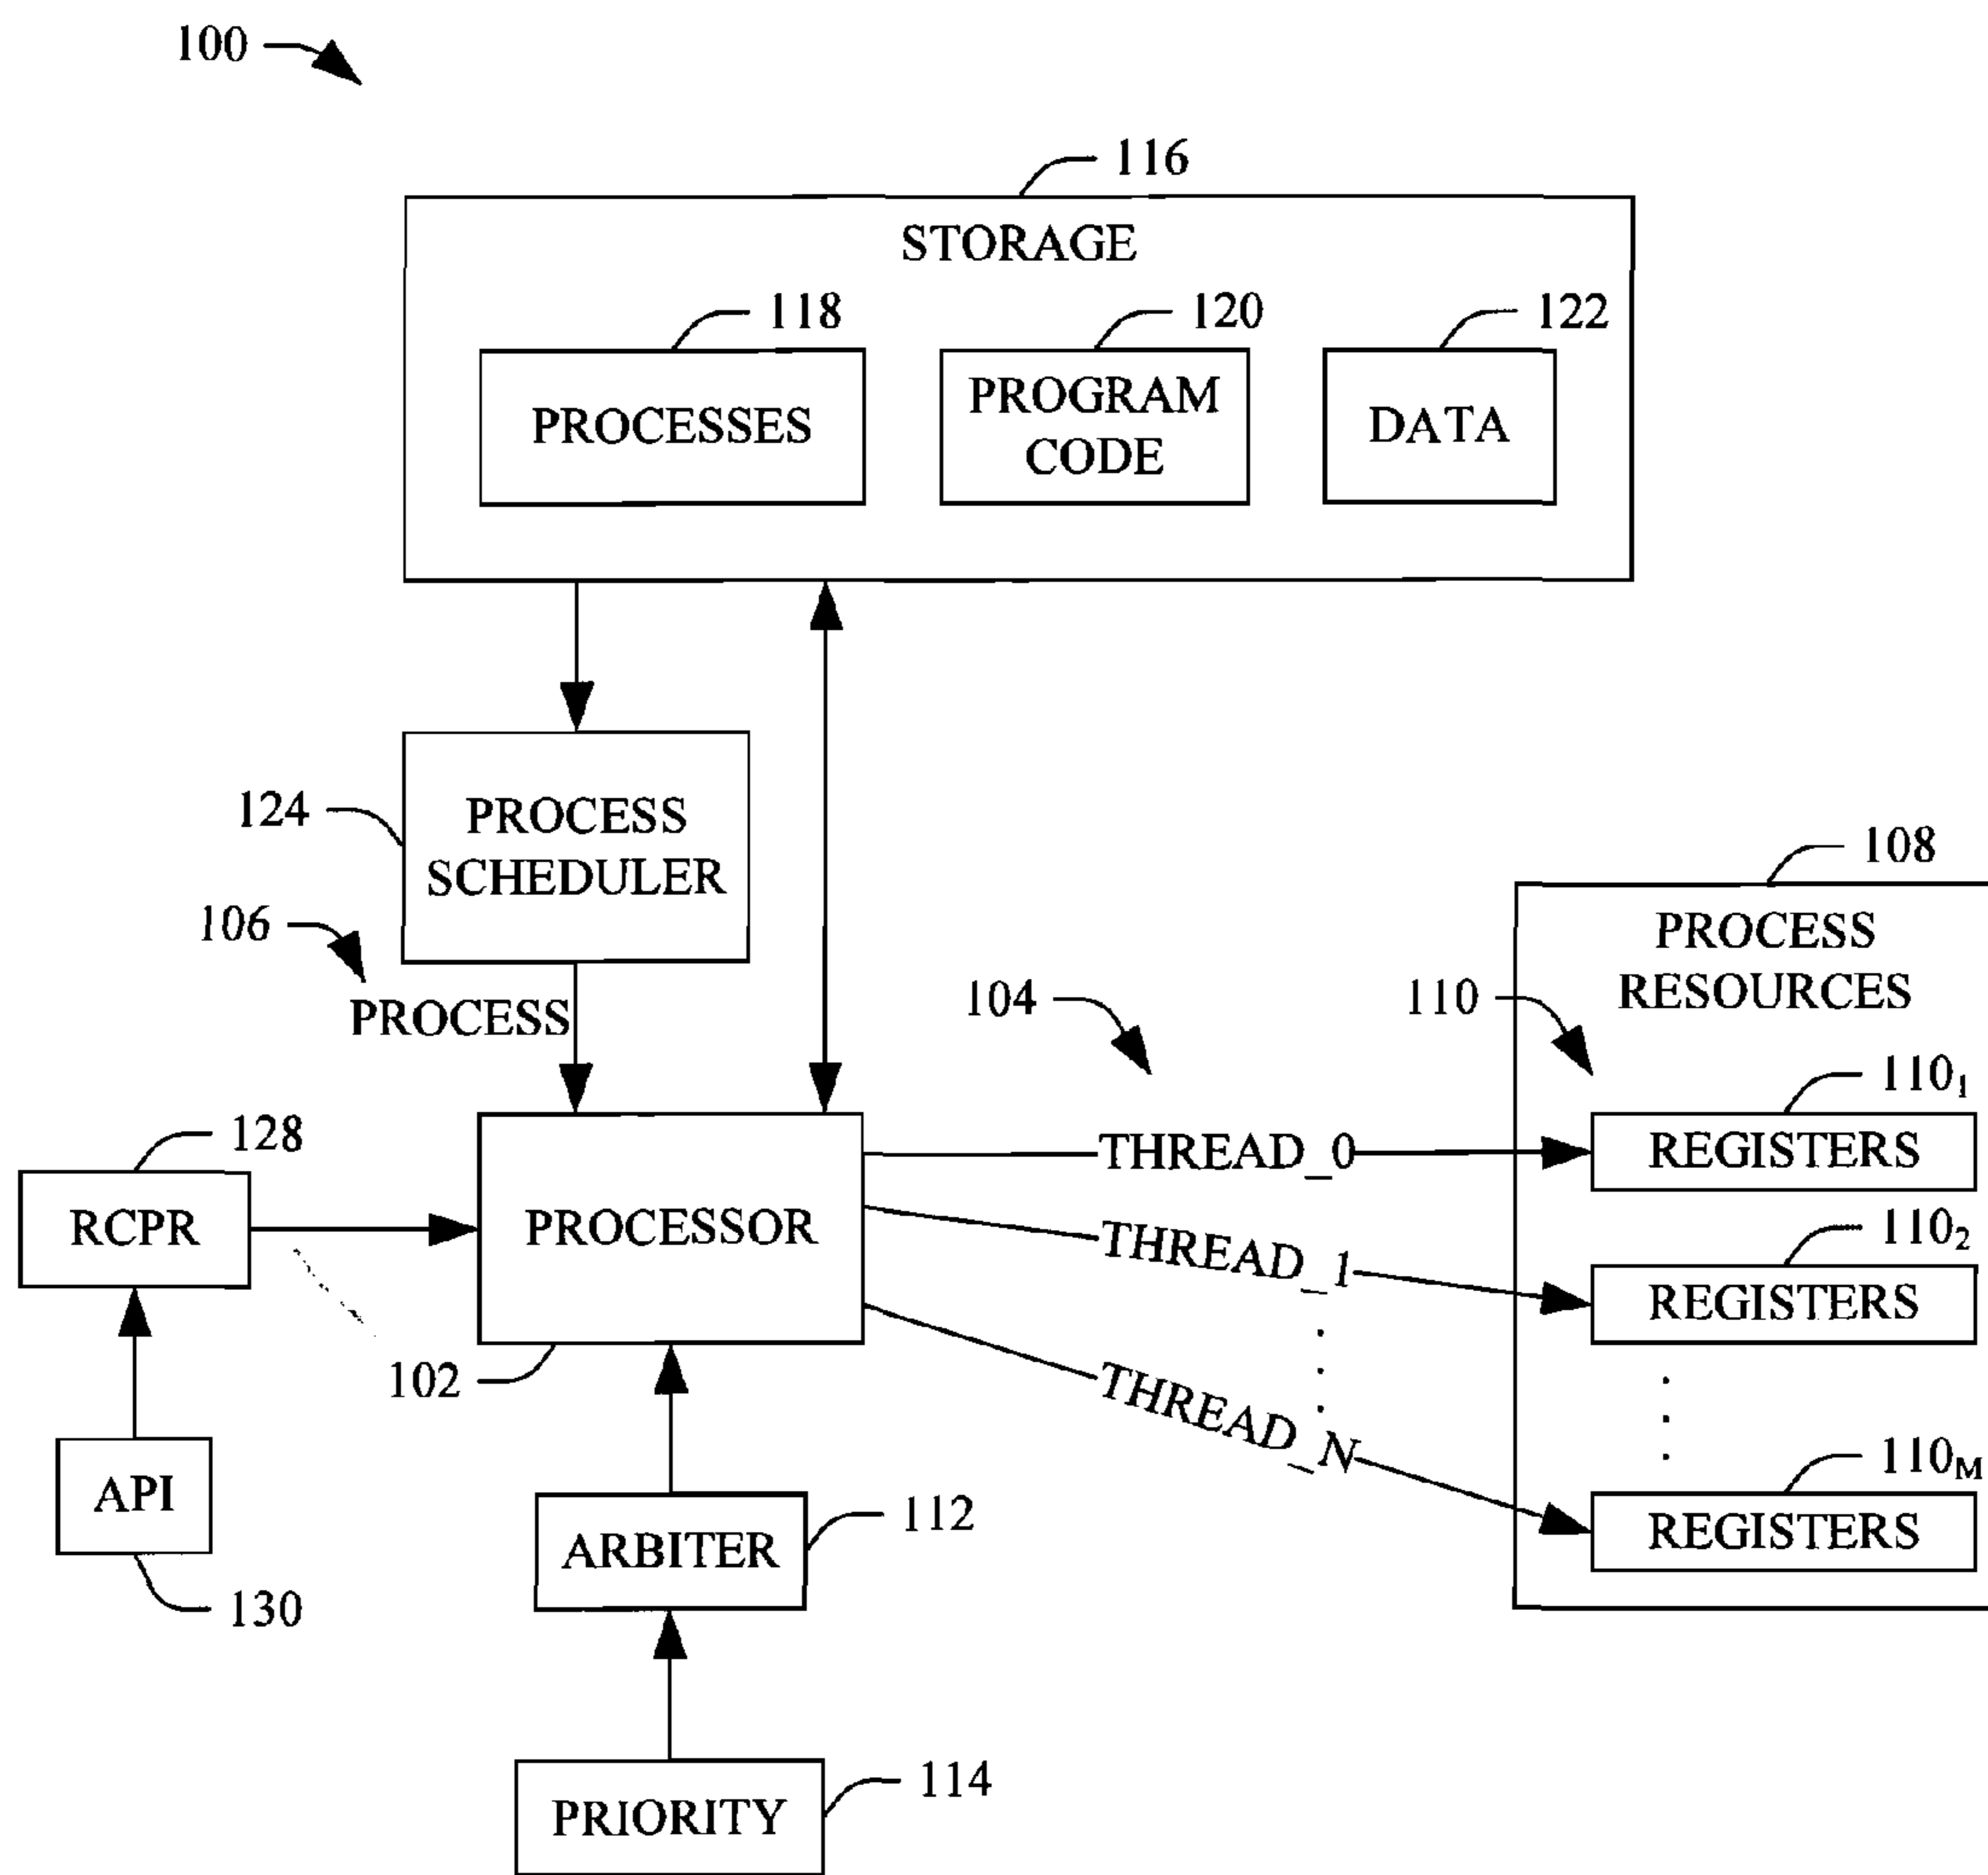 100
116
STORAGE
118
120
122
PROCESSES
PROGRAM
CODE
DATA
124
PROCESS
SCHEDULER
106
PROCESS
108
PROCESS
RESOURCES
104
110
110₁
128
RCPR
PROCESSOR
THREAD_0
REGISTERS
110₂
THREAD_1
REGISTERS
102
THREAD_N
110M
REGISTERS
API
130
ARBITER
112
PRIORITY
114